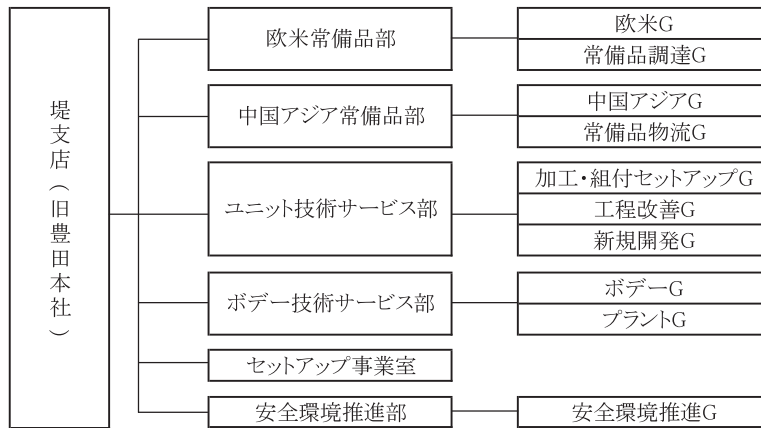 堤支店（旧豊田本社）
欧米常備品部
欧米G
常備品調達G
中国アジア常備品部
中国アジアG
常備品物流G
ユニット技術サービス部
加工・組付セットアップG
工程改善G
新規開発G
ボデー技術サービス部
ボデーG
プラントG
セットアップ事業室
安全環境推進部
安全環境推進G